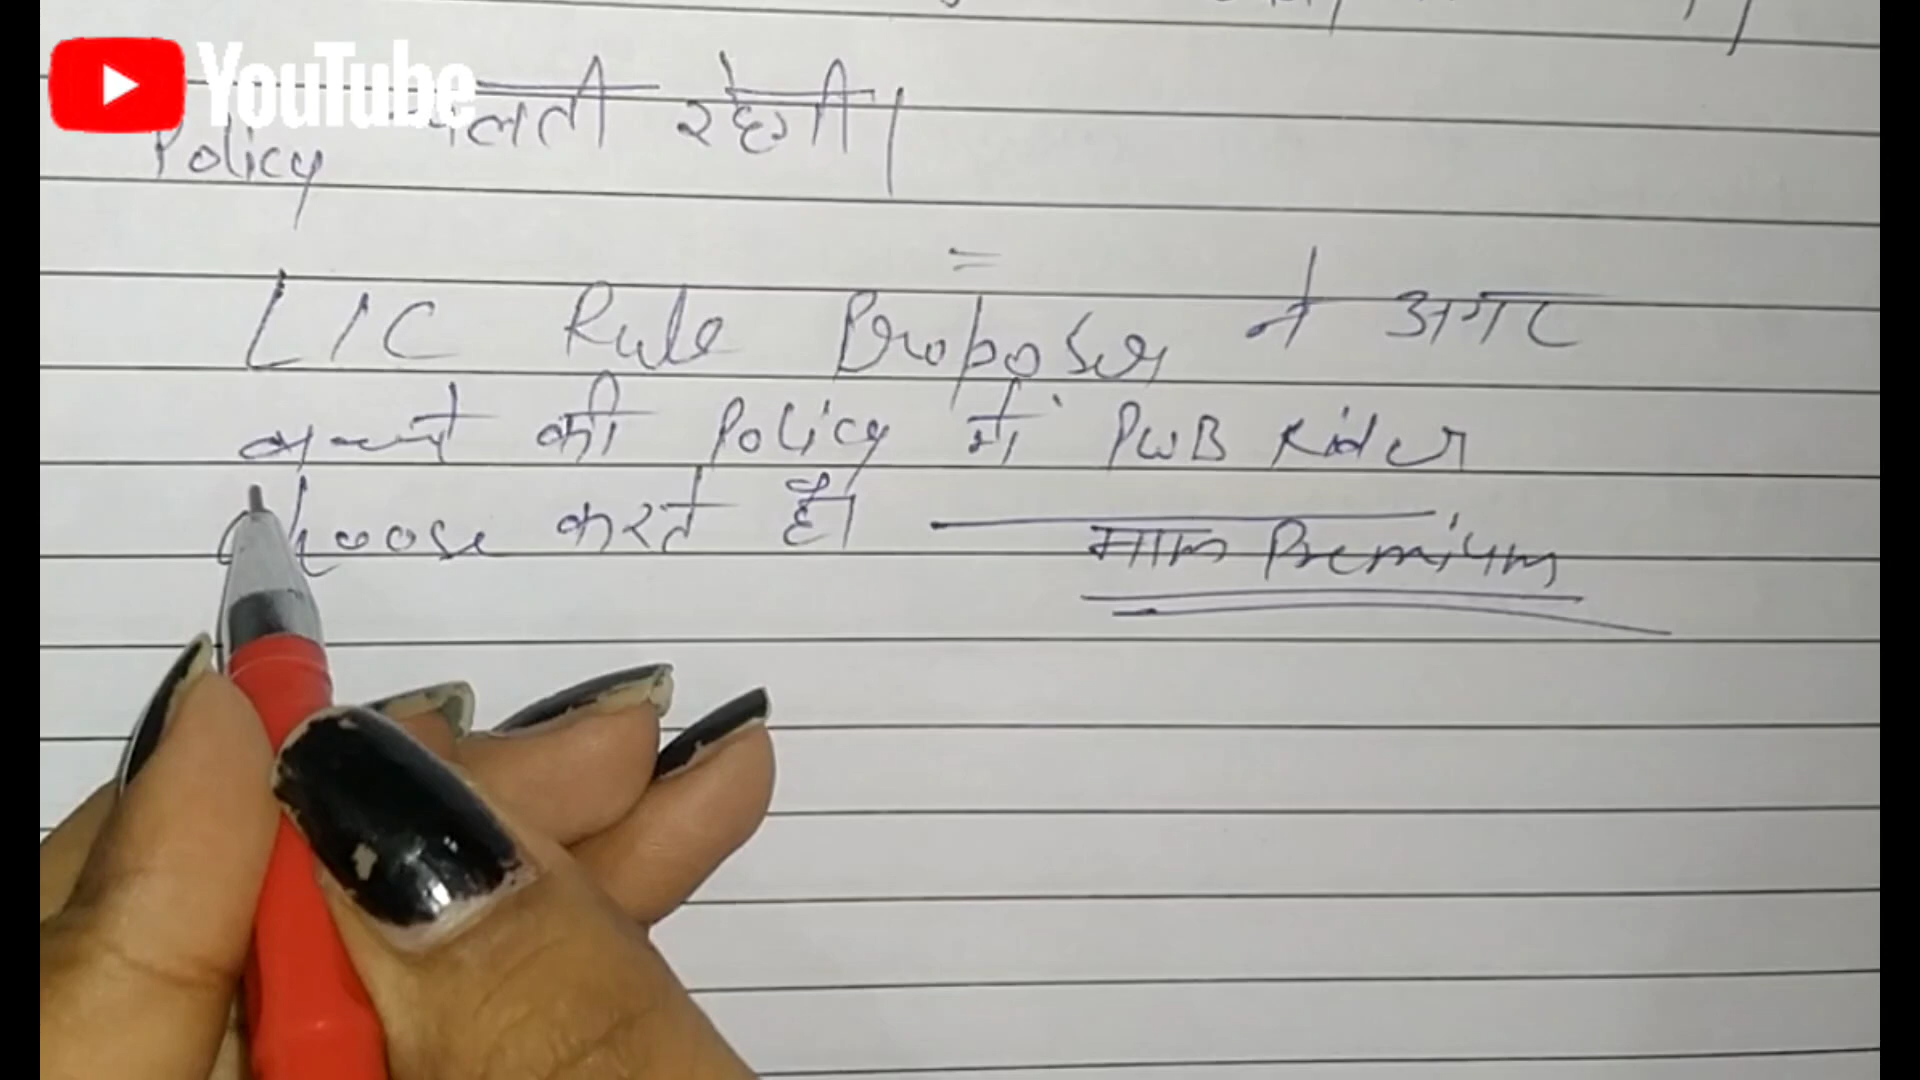 YouTube
Policy चलती रहेगी।
LIC Rule Proposer ने अगर
बच्चे की Policy में PWB Rider
Choose करते है।
माफ Premium